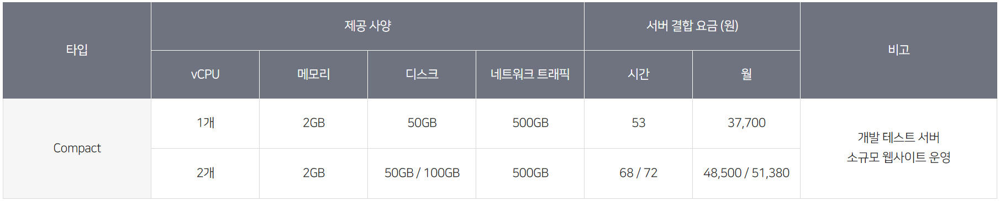 타입
제공 사양
서버 결합 요금 (원)
비고
vCPU
메모리
디스크
네트워크 트래픽
시간
월
Compact
1개
2GB
50GB
500GB
53
37,700
개발 테스트 서버
소규모 웹사이트 운영
2개
2GB
50GB / 100GB
500GB
68 / 72
48,500 / 51,380